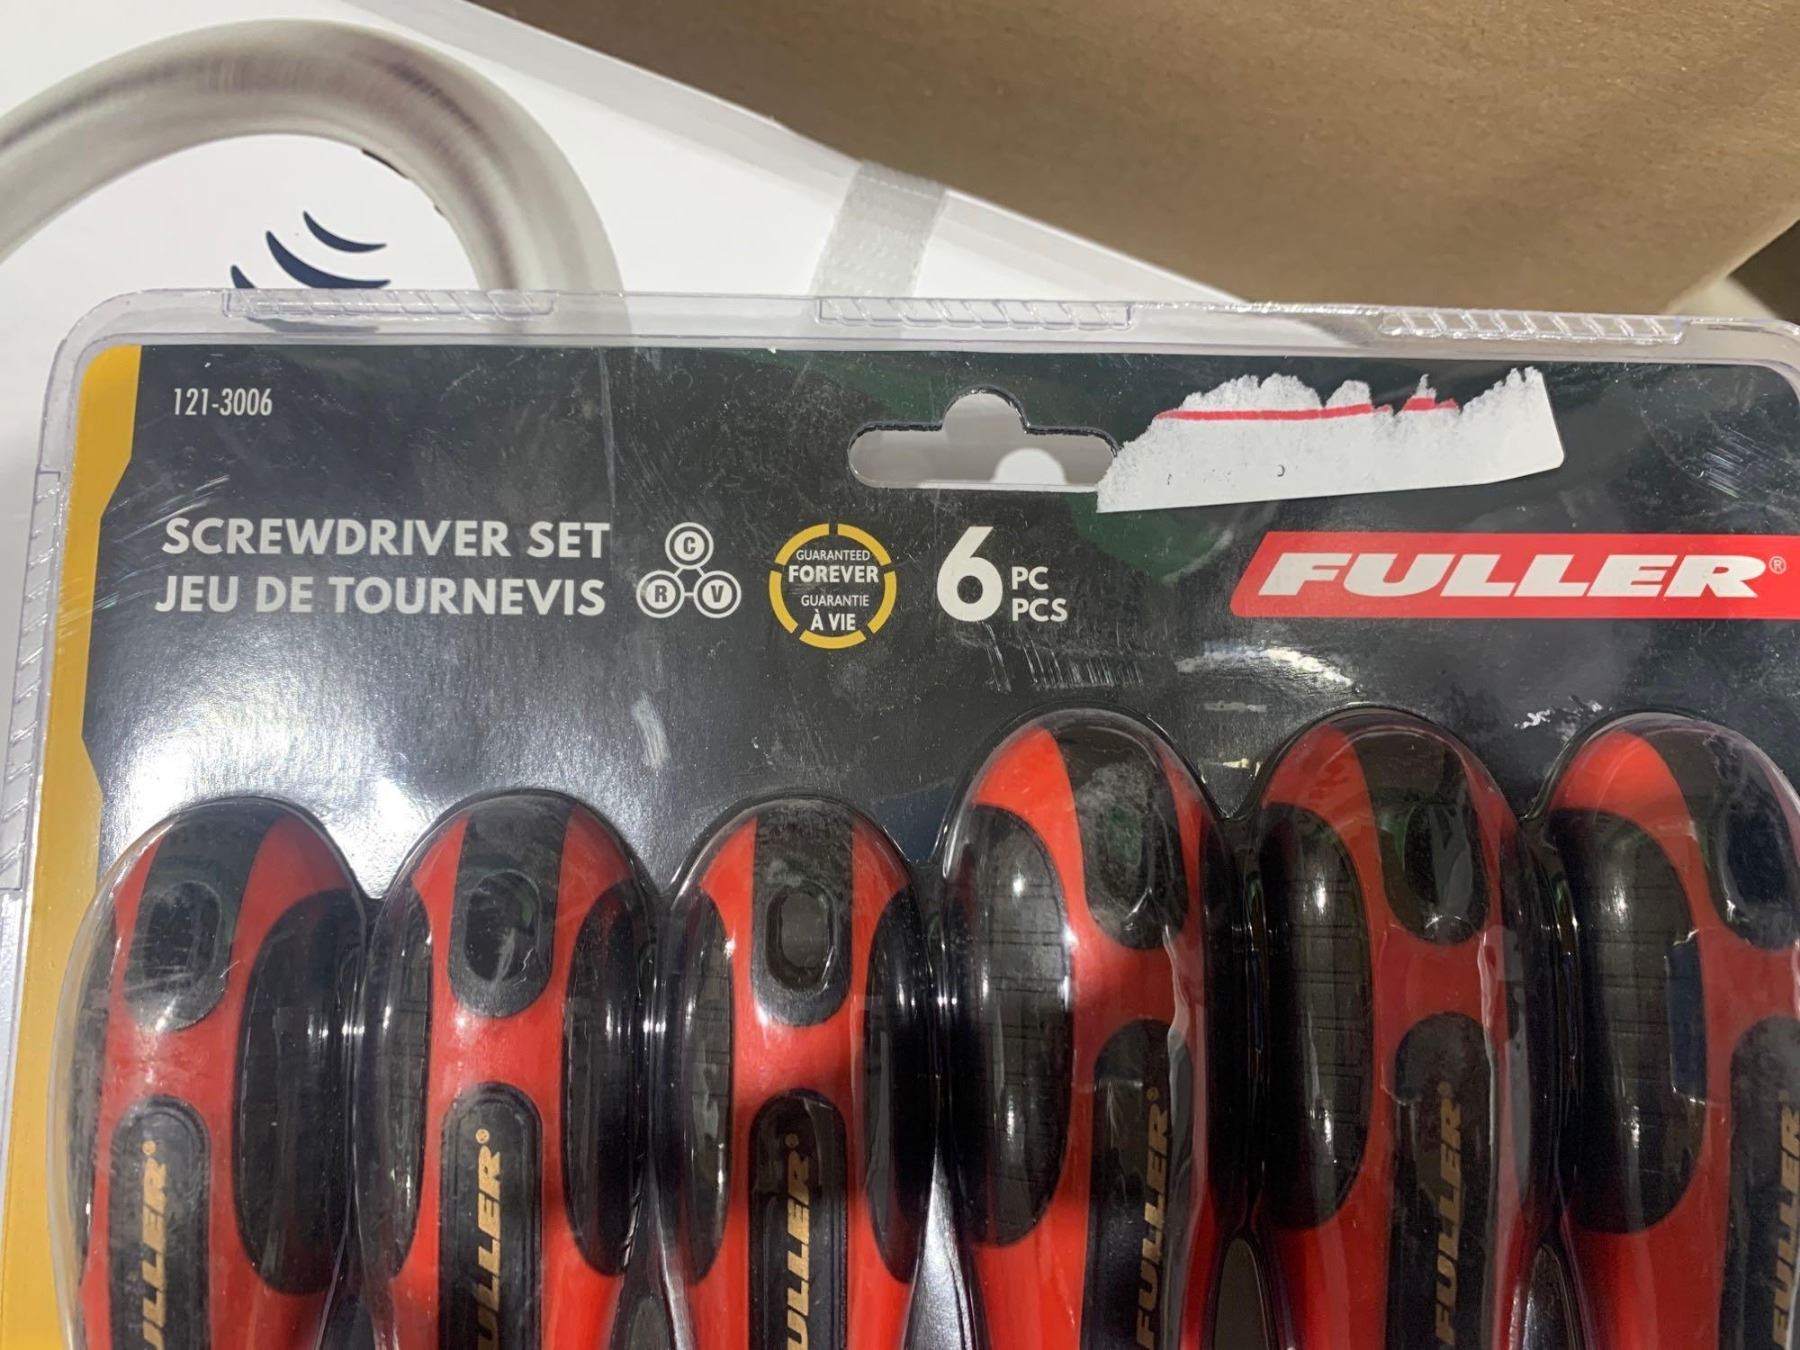 121-3006
SCREWDRIVER SET
JEU DE TOURNEVIS
C
R V
GUARANTEED
FOREVER
GUARANTIE
À VIE
6 PC
PCS
FULLER®
FULLER®
FULLER®
FULLER®
FULLER®
FULLER®
FULLER